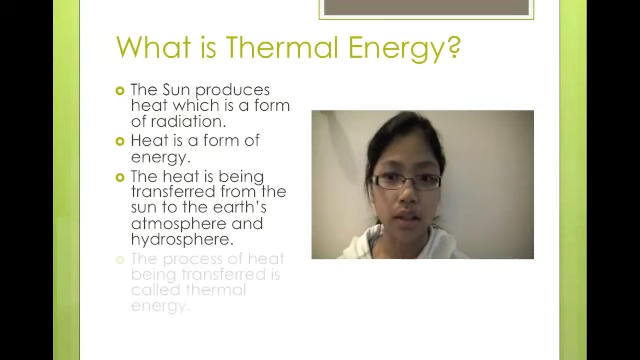 What is Thermal Energy?
The Sun produces
heat which is a form
of radiation.
Heat is a form of
energy.
The heat is being
transferred from the
sun to the earth's
atmosphere and
hydrosphere.
The process of heat
being transferred is
called thermal
energy.